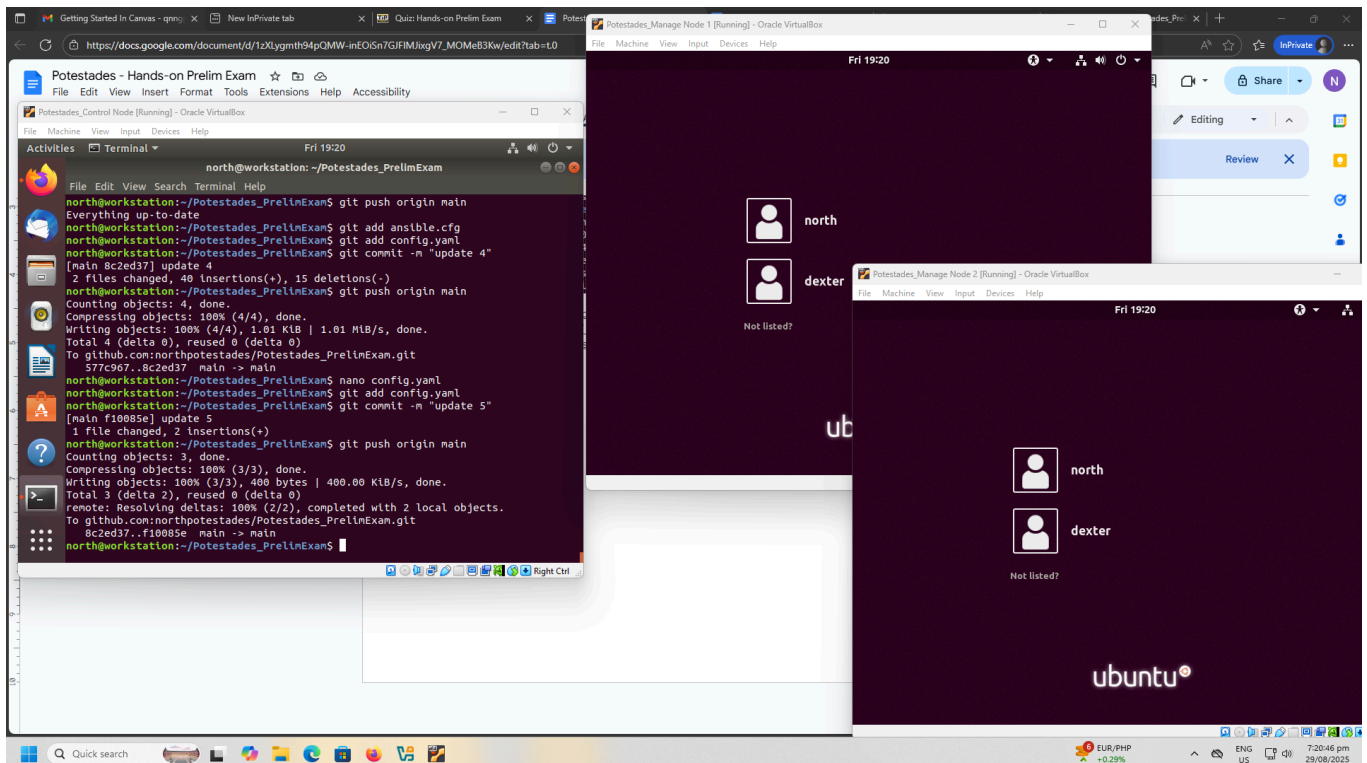 Getting Started In Canvas - qnng
New InPrivate tab
Quiz: Hands-on Prelim Exam
Potest
ades_Pre
https://docs.google.com/document/d/1zXLygmth94pQMW-inEOiSn7GJFIMJixgV7_MOMeB3Kw/edit?tab=t.0
InPrivate
Potestades - Hands-on Prelim Exam
File Edit View Insert Format Tools Extensions Help Accessibility
Share
N
Editing
Review
Potestades_Control Node [Running] - Oracle VirtualBox
File Machine View Input Devices Help
Activities Terminal Fri 19:20
north@workstation: ~/Potestades_PrelimExam
File Edit View Search Terminal Help
north@workstation:~/Potestades_PrelimExam$ git push origin main
Everything up-to-date
north@workstation:~/Potestades_PrelimExam$ git add ansible.cfg
north@workstation:~/Potestades_PrelimExam$ git add config.yaml
north@workstation:~/Potestades_PrelimExam$ git commit -m "update 4"
[main 8c2ed37] update 4
2 files changed, 40 insertions(+), 15 deletions(-)
north@workstation:~/Potestades_PrelimExam$ git push origin main
Counting objects: 4, done.
Compressing objects: 100% (4/4), done.
Writing objects: 100% (4/4), 1.01 KiB | 1.01 MiB/s, done.
Total 4 (delta 0), reused 0 (delta 0)
To github.com:northpotestades/Potestades_PrelimExam.git
577c967..8c2ed37 main -> main
north@workstation:~/Potestades_PrelimExam$ nano config.yaml
north@workstation:~/Potestades_PrelimExam$ git add config.yaml
north@workstation:~/Potestades_PrelimExam$ git commit -m "update 5"
[main f10085e] update 5
1 file changed, 2 insertions(+)
north@workstation:~/Potestades_PrelimExam$ git push origin main
Counting objects: 3, done.
Compressing objects: 100% (3/3), done.
Writing objects: 100% (3/3), 400 bytes | 400.00 KiB/s, done.
Total 3 (delta 2), reused 0 (delta 0)
remote: Resolving deltas: 100% (2/2), completed with 2 local objects.
To github.com:northpotestades/Potestades_PrelimExam.git
8c2ed37..f10085e main -> main
north@workstation:~/Potestades_PrelimExam$
Right Ctrl
Potestades_Manage Node 1 [Running] - Oracle VirtualBox
File Machine View Input Devices Help
Fri 19:20
north
dexter
Not listed?
ub
Potestades_Manage Node 2 [Running] - Oracle VirtualBox
File Machine View Input Devices Help
Fri 19:20
north
dexter
Not listed?
ubuntu
Quick search
6
EUR/PHP
+0.29%
ENG
US
7:20:46 pm
29/08/2025